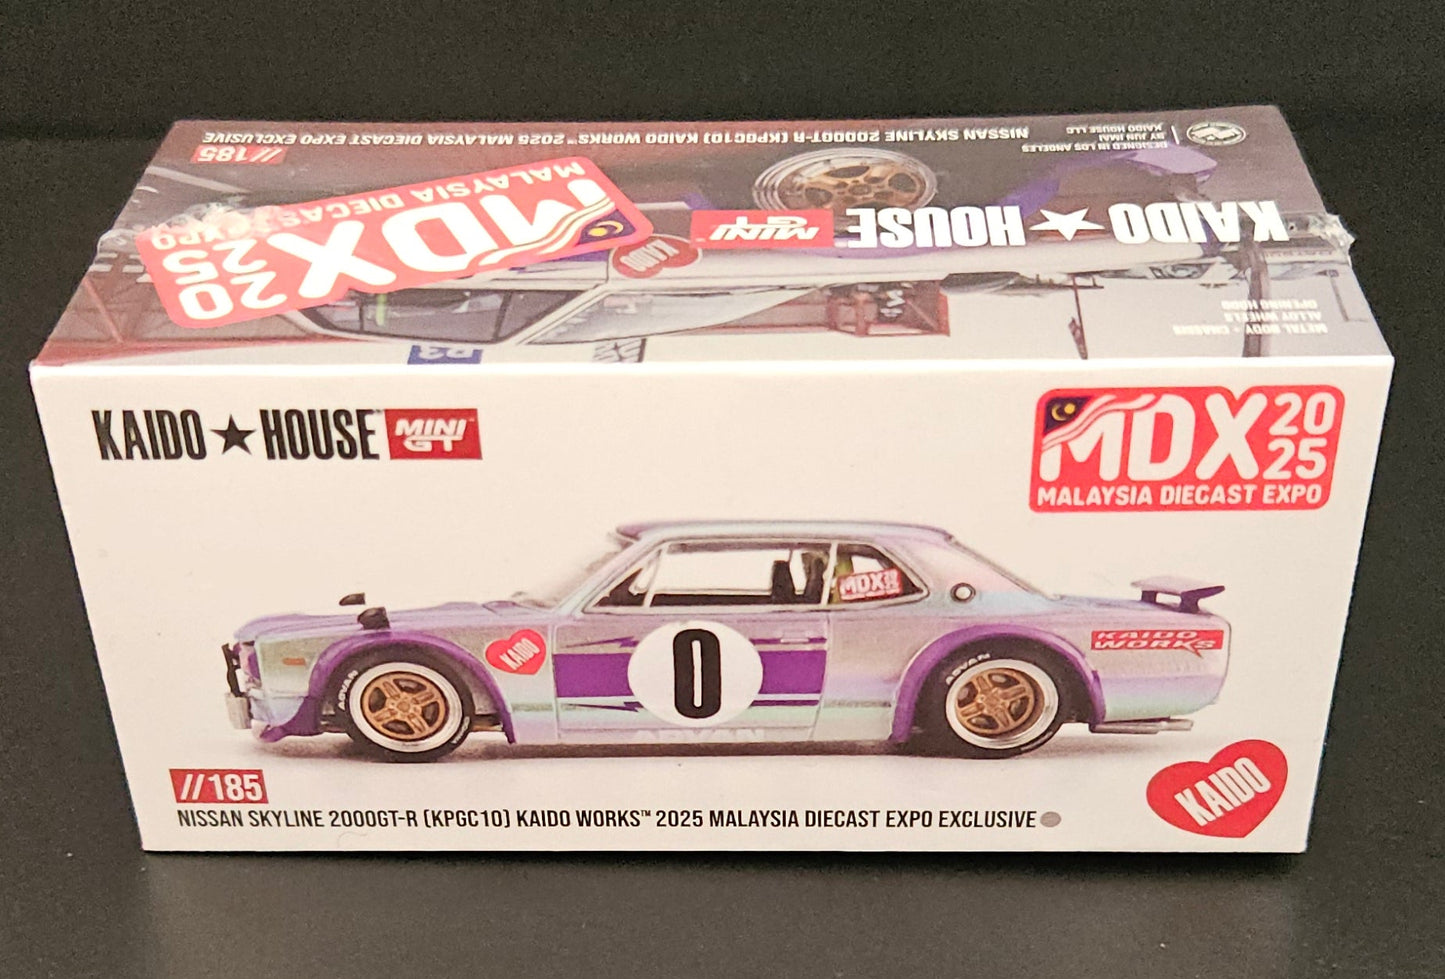 NISSAN SKYLINE 2000GT-R (KPGC10) KAIDO WORKS™ 2025 MALAYSIA DIECAST EXPO EXCLUSIVE
//185
DESIGNED IN LOS ANGELES
BY JUN IMAI
KAIDO HOUSE LLC
KAIDO★HOUSE
MINI GT
MDX 2025
MALAYSIA DIECAST EXPO
KAIDO
METAL BODY + CHASSIS
ALLOY WHEELS
OPENING HOOD
KAIDO★HOUSE
MINI GT™
MDX 2025
MALAYSIA DIECAST EXPO
MDX
KAIDO
0
KAIDO
WORKS
ADVAN
ADVAN
ADVAN
//185
NISSAN SKYLINE 2000GT-R (KPGC10) KAIDO WORKS™ 2025 MALAYSIA DIECAST EXPO EXCLUSIVE
KAIDO